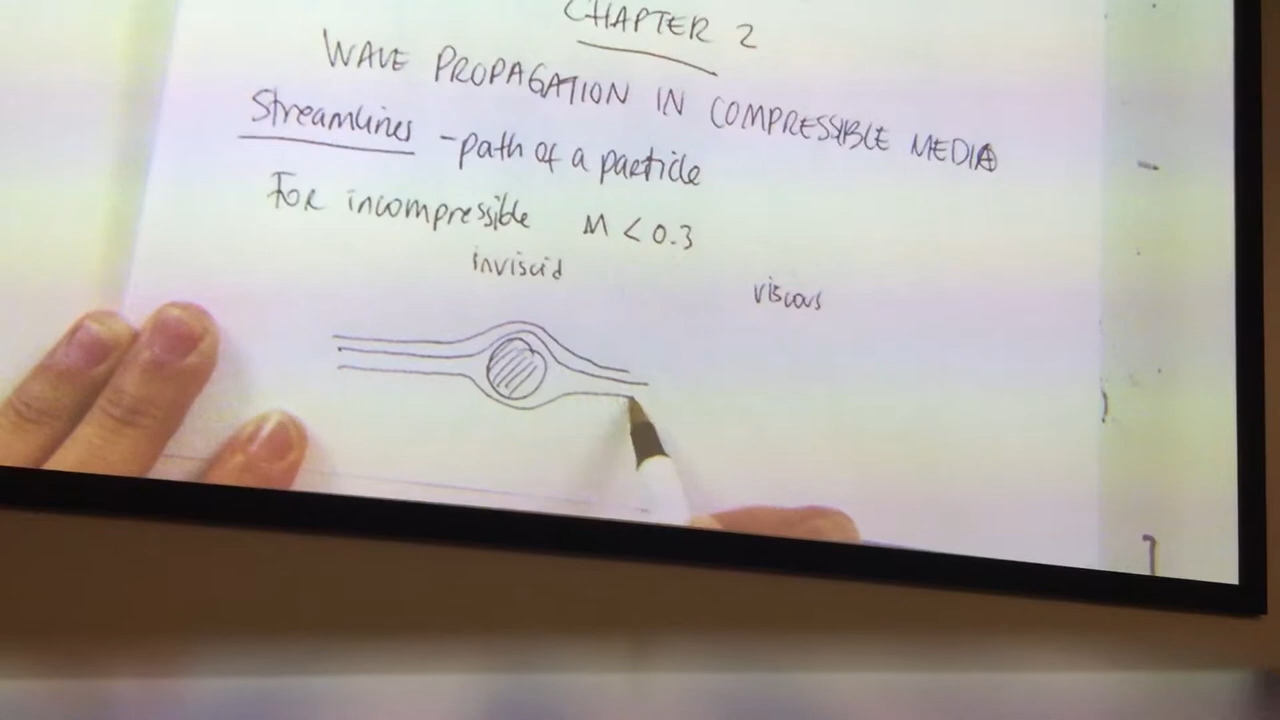 CHAPTER 2
WAVE PROPAGATION IN COMPRESSIBLE MEDIA
Streamlines - path of a particle
For incompressible M < 0.3
inviscid
viscous